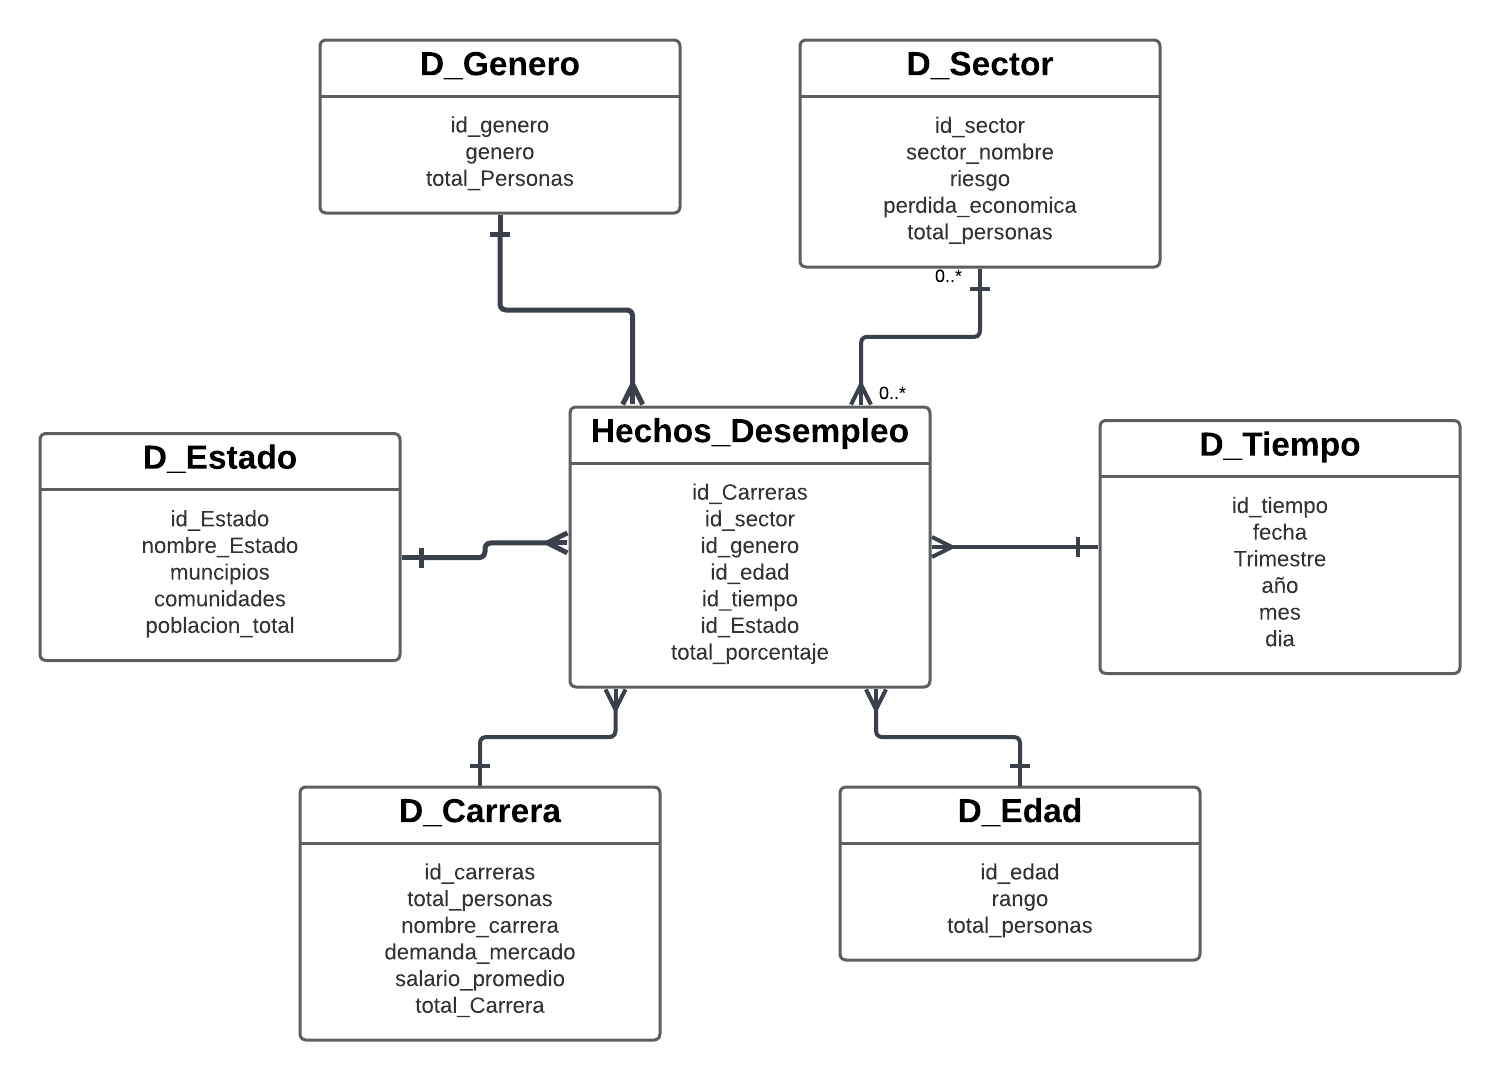 D_Genero
id_genero
genero
total_Personas
D_Sector
id_sector
sector_nombre
riesgo
perdida_economica
total_personas
0..*
0..*
D_Estado
id_Estado
nombre_Estado
muncipios
comunidades
poblacion_total
Hechos_Desempleo
id_Carreras
id_sector
id_genero
id_edad
id_tiempo
id_Estado
total_porcentaje
D_Tiempo
id_tiempo
fecha
Trimestre
año
mes
dia
D_Carrera
id_carreras
total_personas
nombre_carrera
demanda_mercado
salario_promedio
total_Carrera
D_Edad
id_edad
rango
total_personas